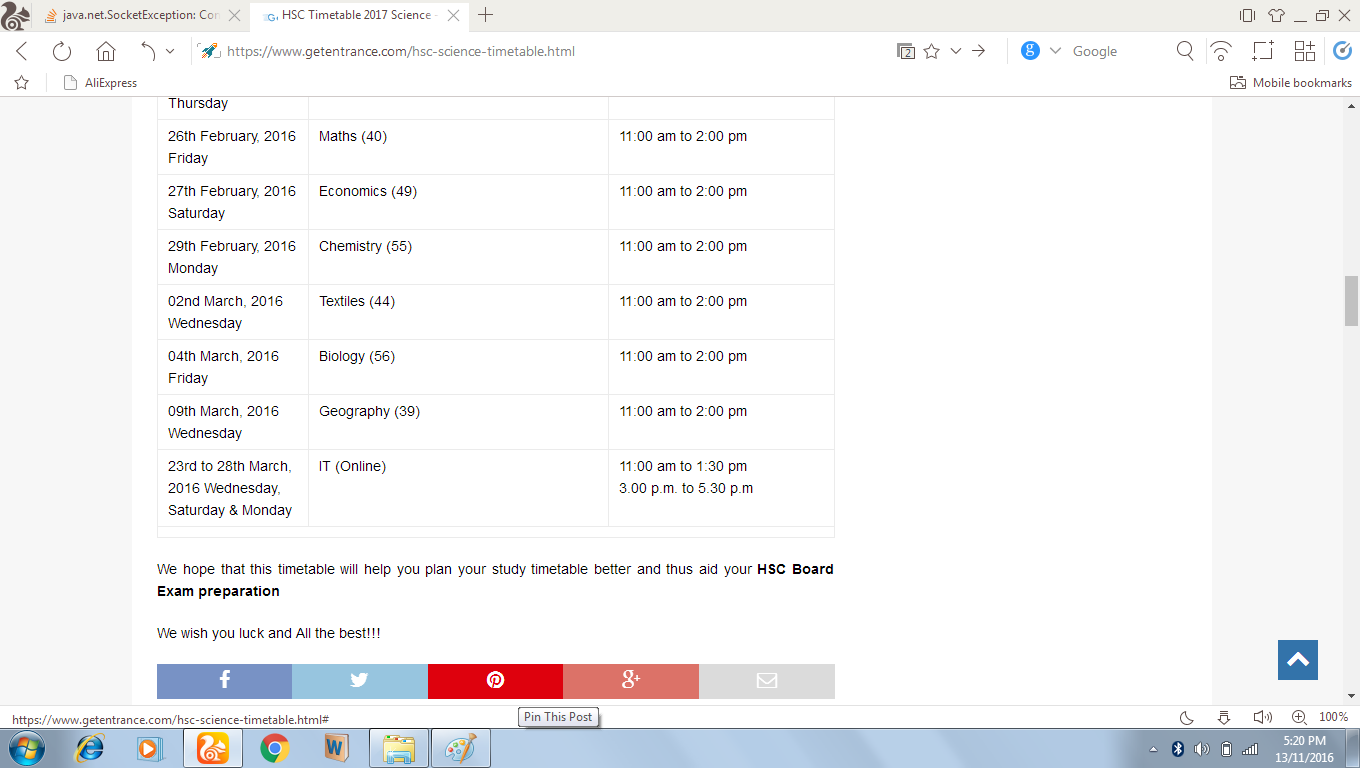 java.net.SocketException: Con
HSC Timetable 2017 Science -
https://www.getentrance.com/hsc-science-timetable.html
Google
AliExpress
Mobile bookmarks
Thursday
26th February, 2016 Maths (40) 11:00 am to 2:00 pm
Friday
27th February, 2016 Economics (49) 11:00 am to 2:00 pm
Saturday
29th February, 2016 Chemistry (55) 11:00 am to 2:00 pm
Monday
02nd March, 2016 Textiles (44) 11:00 am to 2:00 pm
Wednesday
04th March, 2016 Biology (56) 11:00 am to 2:00 pm
Friday
09th March, 2016 Geography (39) 11:00 am to 2:00 pm
Wednesday
23rd to 28th March, IT (Online) 11:00 am to 1:30 pm
2016 Wednesday, 3.00 p.m. to 5.30 p.m
Saturday & Monday
We hope that this timetable will help you plan your study timetable better and thus aid your HSC Board
Exam preparation
We wish you luck and All the best!!!
https://www.getentrance.com/hsc-science-timetable.html#
Pin This Post
100%
5:20 PM
13/11/2016